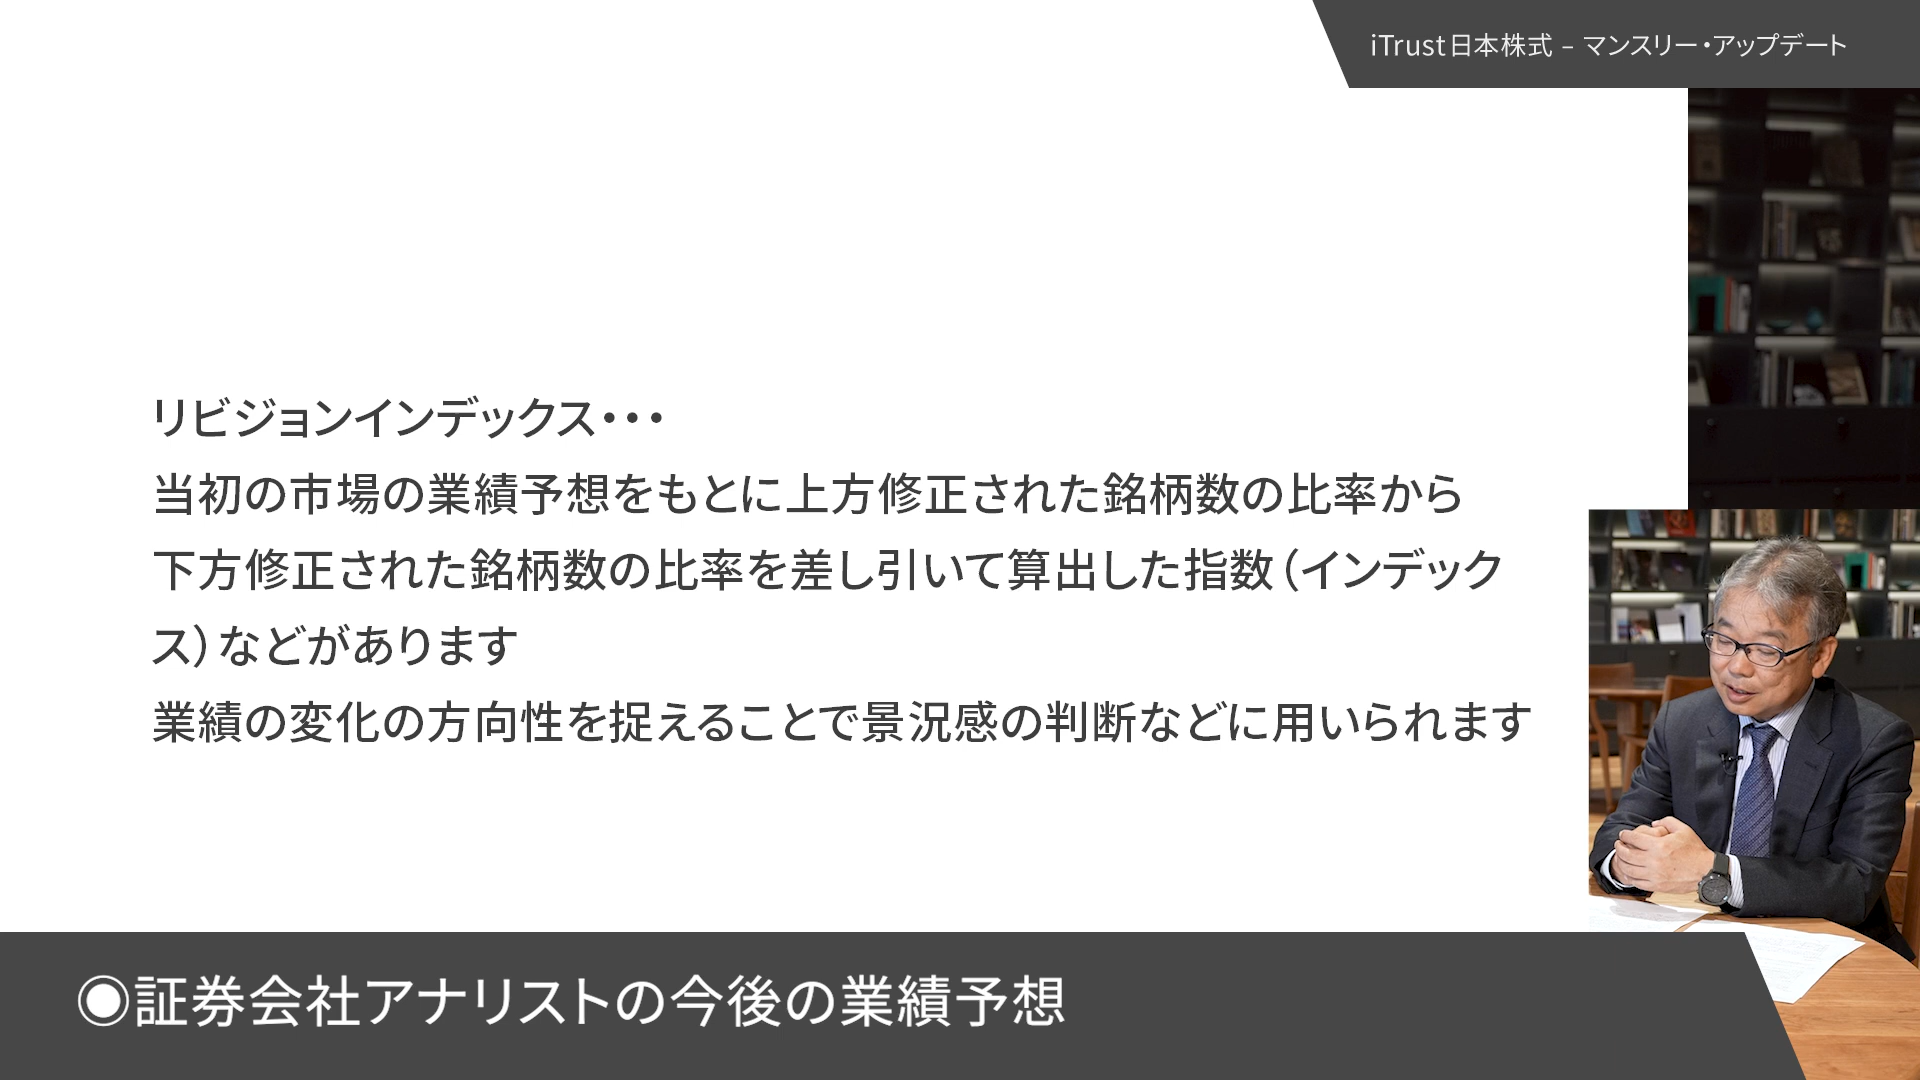 iTrust日本株式 – マンスリー・アップデート
リビジョンインデックス・・・
当初の市場の業績予想をもとに上方修正された銘柄数の比率から
下方修正された銘柄数の比率を差し引いて算出した指数（インデック
ス）などがあります
業績の変化の方向性を捉えることで景況感の判断などに用いられます
◉証券会社アナリストの今後の業績予想